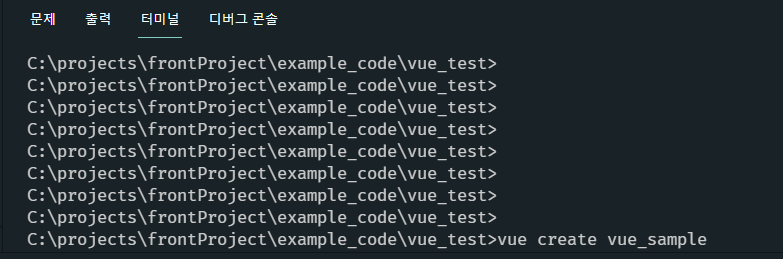 문제 출력 터미널 디버그 콘솔
C:\projects\frontProject\example_code\vue_test>
C:\projects\frontProject\example_code\vue_test>
C:\projects\frontProject\example_code\vue_test>
C:\projects\frontProject\example_code\vue_test>
C:\projects\frontProject\example_code\vue_test>
C:\projects\frontProject\example_code\vue_test>
C:\projects\frontProject\example_code\vue_test>
C:\projects\frontProject\example_code\vue_test>
C:\projects\frontProject\example_code\vue_test>vue create vue_sample